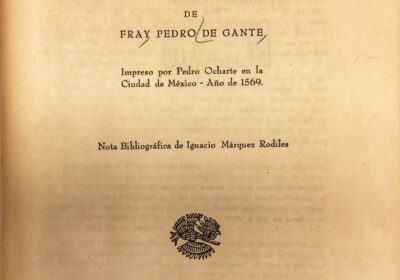 DE
FRAY PEDRO DE GANTE
Impreso por Pedro Ocharte en la
Ciudad de México - Año de 1569.
Nota Bibliográfica de Ignacio Márquez Rodiles